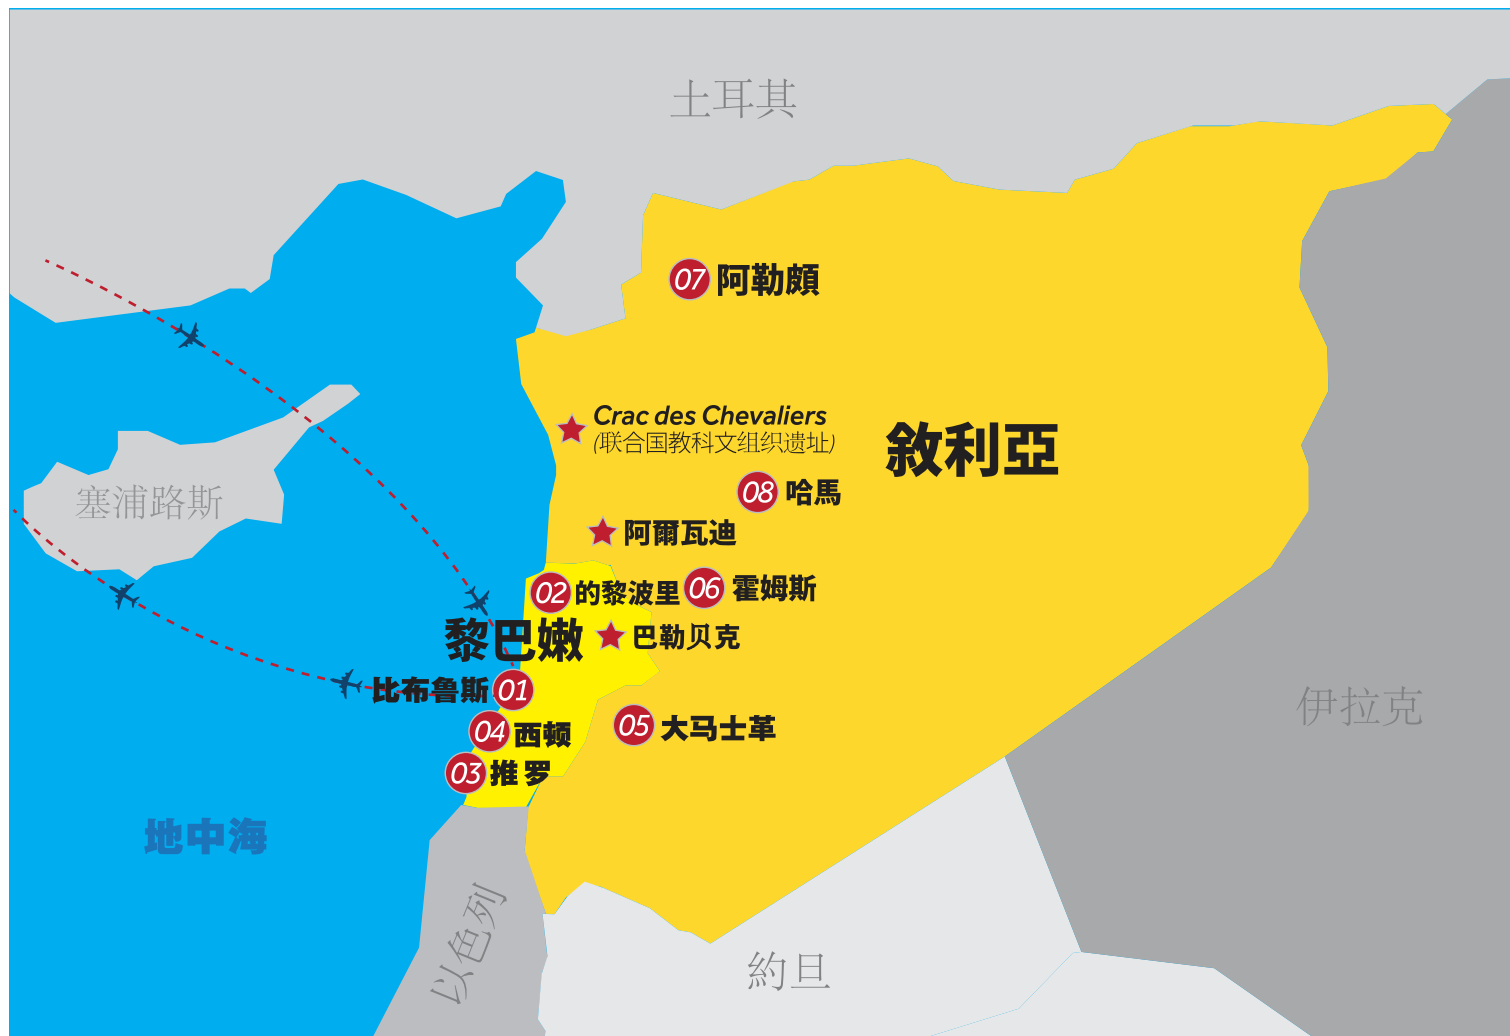 土耳其
07 阿勒頗
Crac des Chevaliers
(联合国教科文组织遗址)
敘利亞
08 哈馬
塞浦路斯
阿爾瓦迪
02 的黎波里
06 霍姆斯
黎巴嫩
巴勒贝克
比布鲁斯 01
伊拉克
04 西顿
05 大马士革
03 推罗
地中海
以色列
約旦